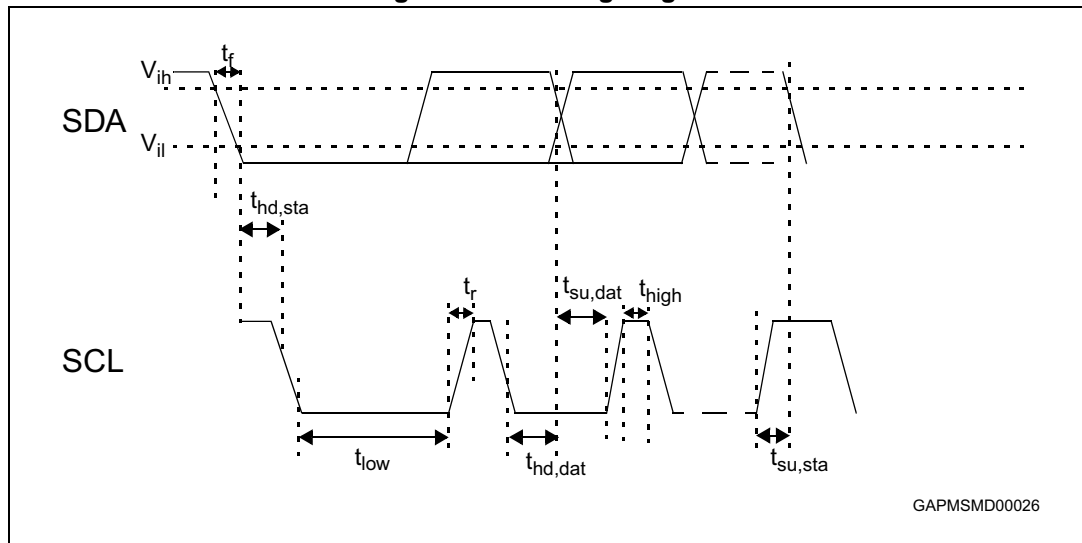 t_f
V_ih
SDA
V_il
t_hd,sta
t_r
t_su,dat
t_high
SCL
t_low
t_hd,dat
t_su,sta
GAPMSMD00026